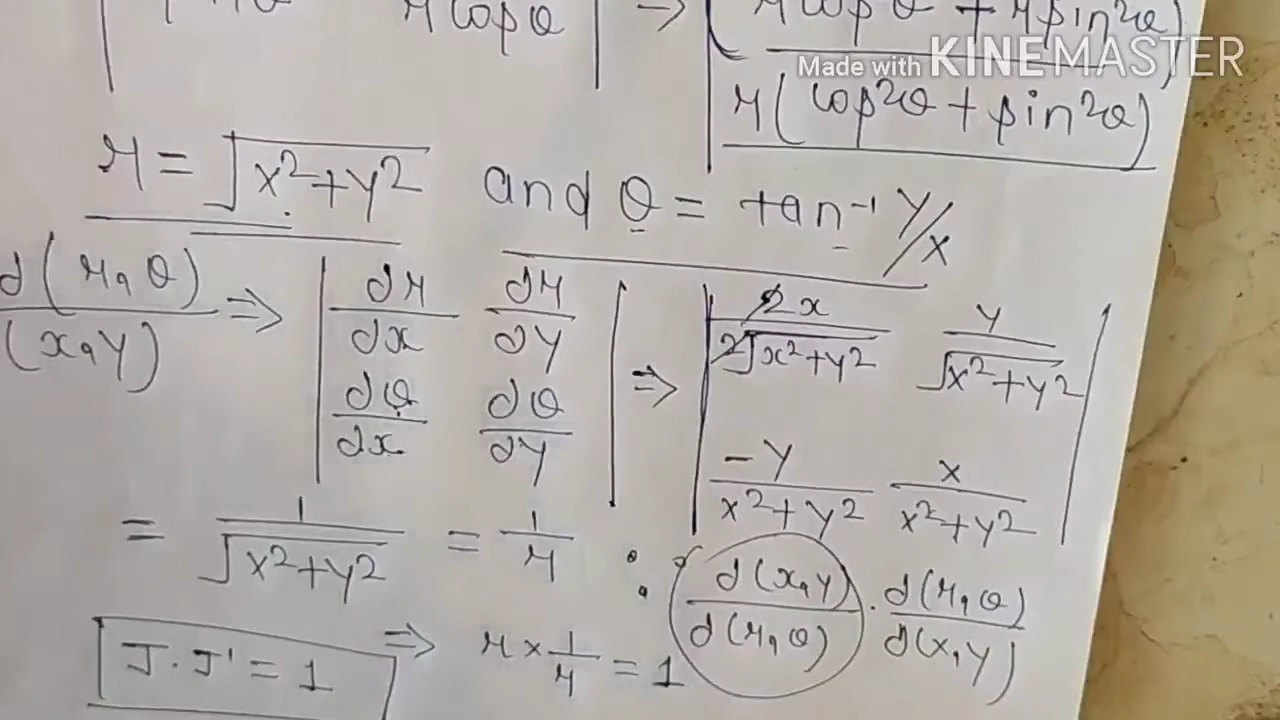 r cosθ | → (r cos²θ + r sin²θ)
Made with KINEMASTER
r(cos²θ + sin²θ)
r = √x²+y² and θ = tan⁻¹ y/x
∂(r,θ)/(x,y) ⇒ | ∂r/∂x ∂r/∂y | ⇒ | 2x/2√x²+y² y/√x²+y² |
| ∂θ/∂x ∂θ/∂y | | -y/x²+y² x/x²+y² |
= 1/√x²+y² = 1/r ∴ ∂(x,y)/∂(r,θ) · ∂(r,θ)/∂(x,y)
J·J' = 1 ⇒ r × 1/r = 1